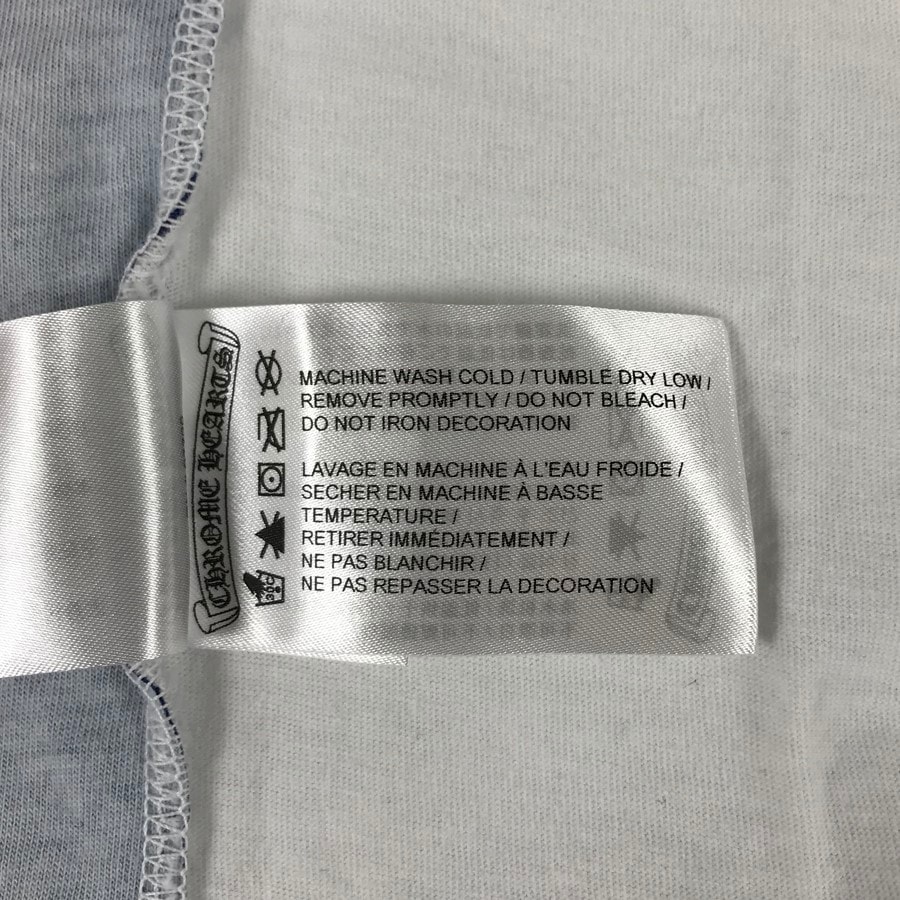 CHROME HEARTS
MACHINE WASH COLD / TUMBLE DRY LOW /
REMOVE PROMPTLY / DO NOT BLEACH /
DO NOT IRON DECORATION
LAVAGE EN MACHINE À L'EAU FROIDE /
SECHER EN MACHINE À BASSE
TEMPERATURE /
RETIRER IMMÉDIATEMENT /
NE PAS BLANCHIR /
NE PAS REPASSER LA DECORATION
30C